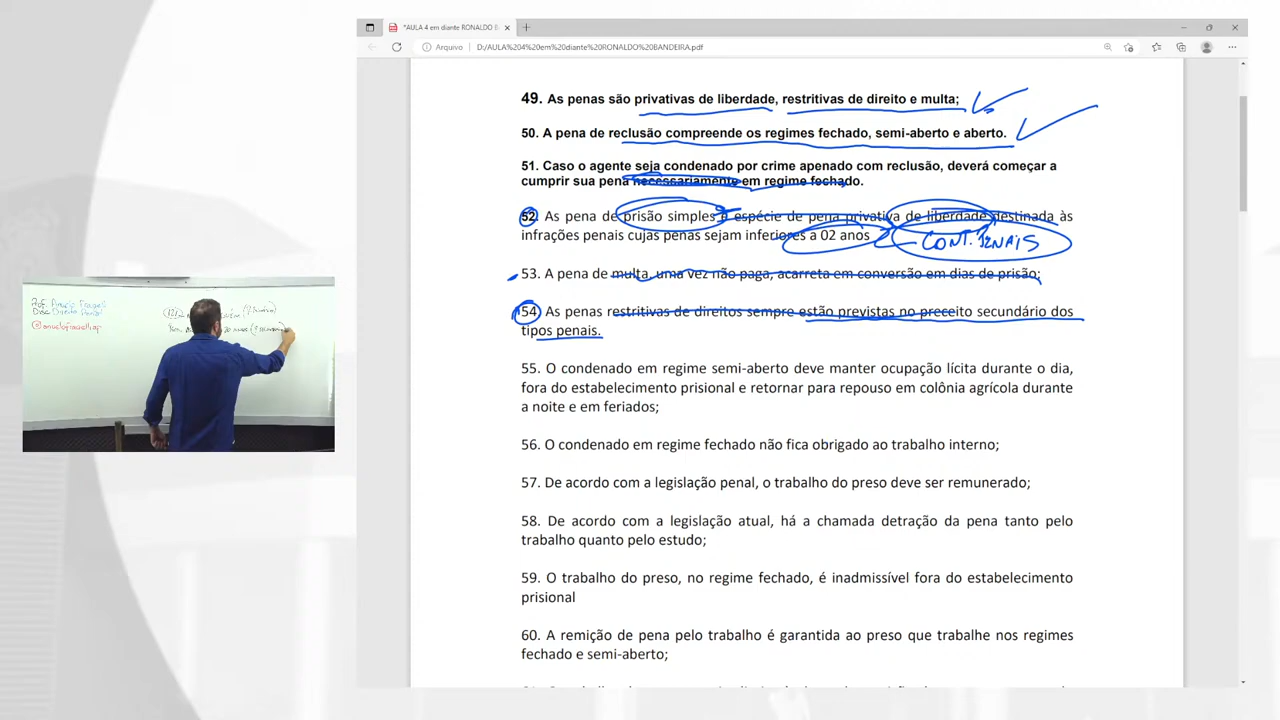 *AULA 4 em diante RONALDO B
Arquivo
D:/AULA%204%20em%20diante%20RONALDO%20BANDEIRA.pdf
49. As penas são privativas de liberdade, restritivas de direito e multa;
50. A pena de reclusão compreende os regimes fechado, semi-aberto e aberto.
51. Caso o agente seja condenado por crime apenado com reclusão, deverá começar a
cumprir sua pena necessariamente em regime fechado.
52. As pena de prisão simples é espécie de pena privativa de liberdade destinada às
infrações penais cujas penas sejam inferiores a 02 anos
CONT. PENAIS
53. A pena de multa, uma vez não paga, acarreta em conversão em dias de prisão;
54. As penas restritivas de direitos sempre estão previstas no preceito secundário dos
tipos penais.
55. O condenado em regime semi-aberto deve manter ocupação lícita durante o dia,
fora do estabelecimento prisional e retornar para repouso em colônia agrícola durante
a noite e em feriados;
56. O condenado em regime fechado não fica obrigado ao trabalho interno;
57. De acordo com a legislação penal, o trabalho do preso deve ser remunerado;
58. De acordo com a legislação atual, há a chamada detração da pena tanto pelo
trabalho quanto pelo estudo;
59. O trabalho do preso, no regime fechado, é inadmissível fora do estabelecimento
prisional
60. A remição de pena pelo trabalho é garantida ao preso que trabalhe nos regimes
fechado e semi-aberto;